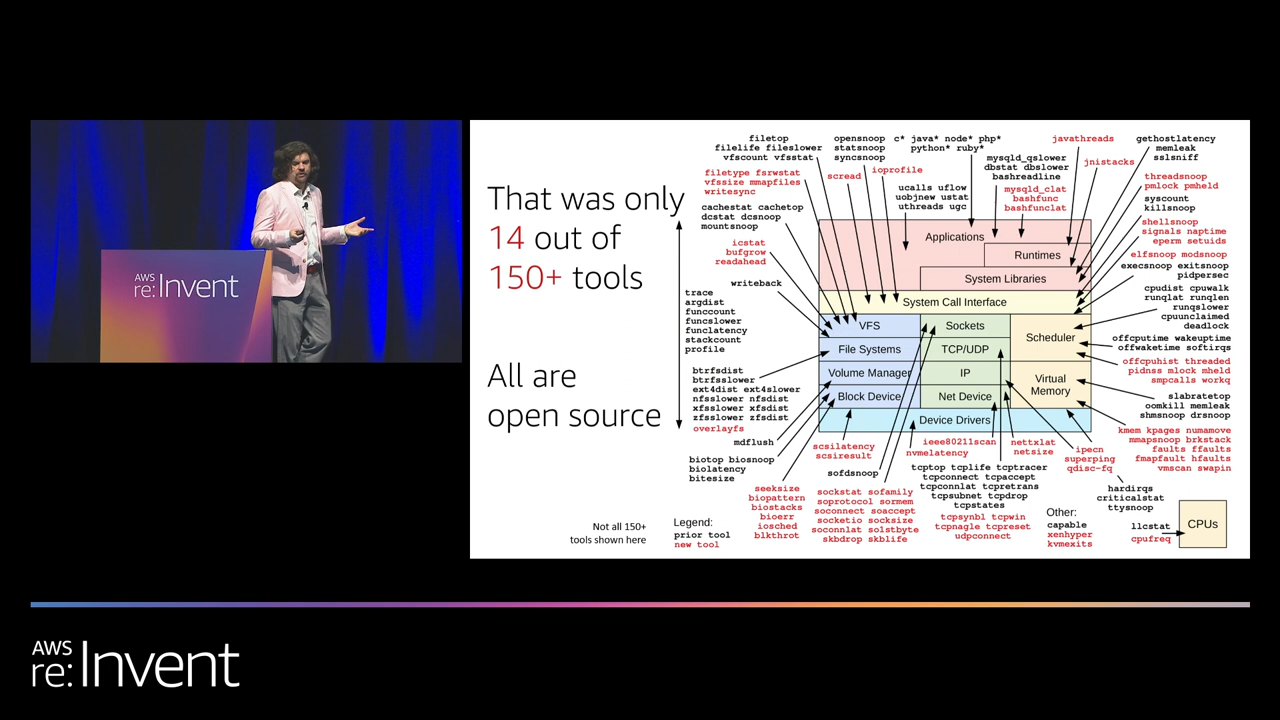 AWS
re:Invent
That was only
14 out of
150+ tools
All are
open source
Not all 150+
tools shown here
Legend:
prior tool
new tool
filetop
filelife fileslower
vfscount vfsstat
filetype fsrwstat
vfssize mmapfiles
writesync
cachestat cachetop
dcstat dcsnoop
mountsnoop
icstat
bufgrow
readahead
writeback
trace
argdist
funccount
funcslower
funclatency
stackcount
profile
btrfsdist
btrfsslower
ext4dist ext4slower
nfsslower nfsdist
xfsslower xfsdist
zfsslower zfsdist
overlayfs
mdflush
biotop biosnoop
biolatency
bitesize
seeksize
biopattern
biostacks
bioerr
iosched
blkthrot
opensnoop
statsnoop
syncsnoop
scread
ioprofile
c* java* node* php*
python* ruby*
ucalls uflow
uobjnew ustat
uthreads ugc
mysqld_qslower
dbstat dbslower
bashreadline
mysqld_clat
bashfunc
bashfunclat
javathreads
jnistacks
gethostlatency
memleak
sslsniff
threadsnoop
pmlock pmheld
syscount
killsnoop
shellsnoop
signals naptime
eperm setuids
elfsnoop modsnoop
execsnoop exitsnoop
pidpersec
cpudist cpuwalk
runqlat runqlen
runqslower
cpuunclaimed
deadlock
offcputime wakeuptime
offwaketime softirqs
offcpuhist threaded
pidnss mlock mheld
smpcalls workq
slabratetop
oomkill memleak
shmsnoop drsnoop
kmem kpages numamove
mmapsnoop brkstack
faults ffaults
fmapfault hfaults
vmscan swapin
Applications
Runtimes
System Libraries
System Call Interface
VFS
Sockets
Scheduler
File Systems
TCP/UDP
Volume Manager
IP
Virtual
Memory
Block Device
Net Device
Device Drivers
scsilatency
scsiresult
nvmelatency
ieee80211scan
nettxlat
netsize
ipecn
superping
qdisc-fq
sofdsnoop
sockstat sofamily
soprotocol sormem
soconnect soaccept
socketio socksize
soconnlat solstbyte
skbdrop skblife
tcptop tcplife tcptracer
tcpconnect tcpaccept
tcpconnlat tcpretrans
tcpsubnet tcpdrop
tcpstates
tcpsynbl tcpwin
tcpnagle tcpreset
udpconnect
hardirqs
criticalstat
ttysnoop
Other:
capable
xenhyper
kvmexits
llcstat
cpufreq
CPUs
AWS
re:Invent